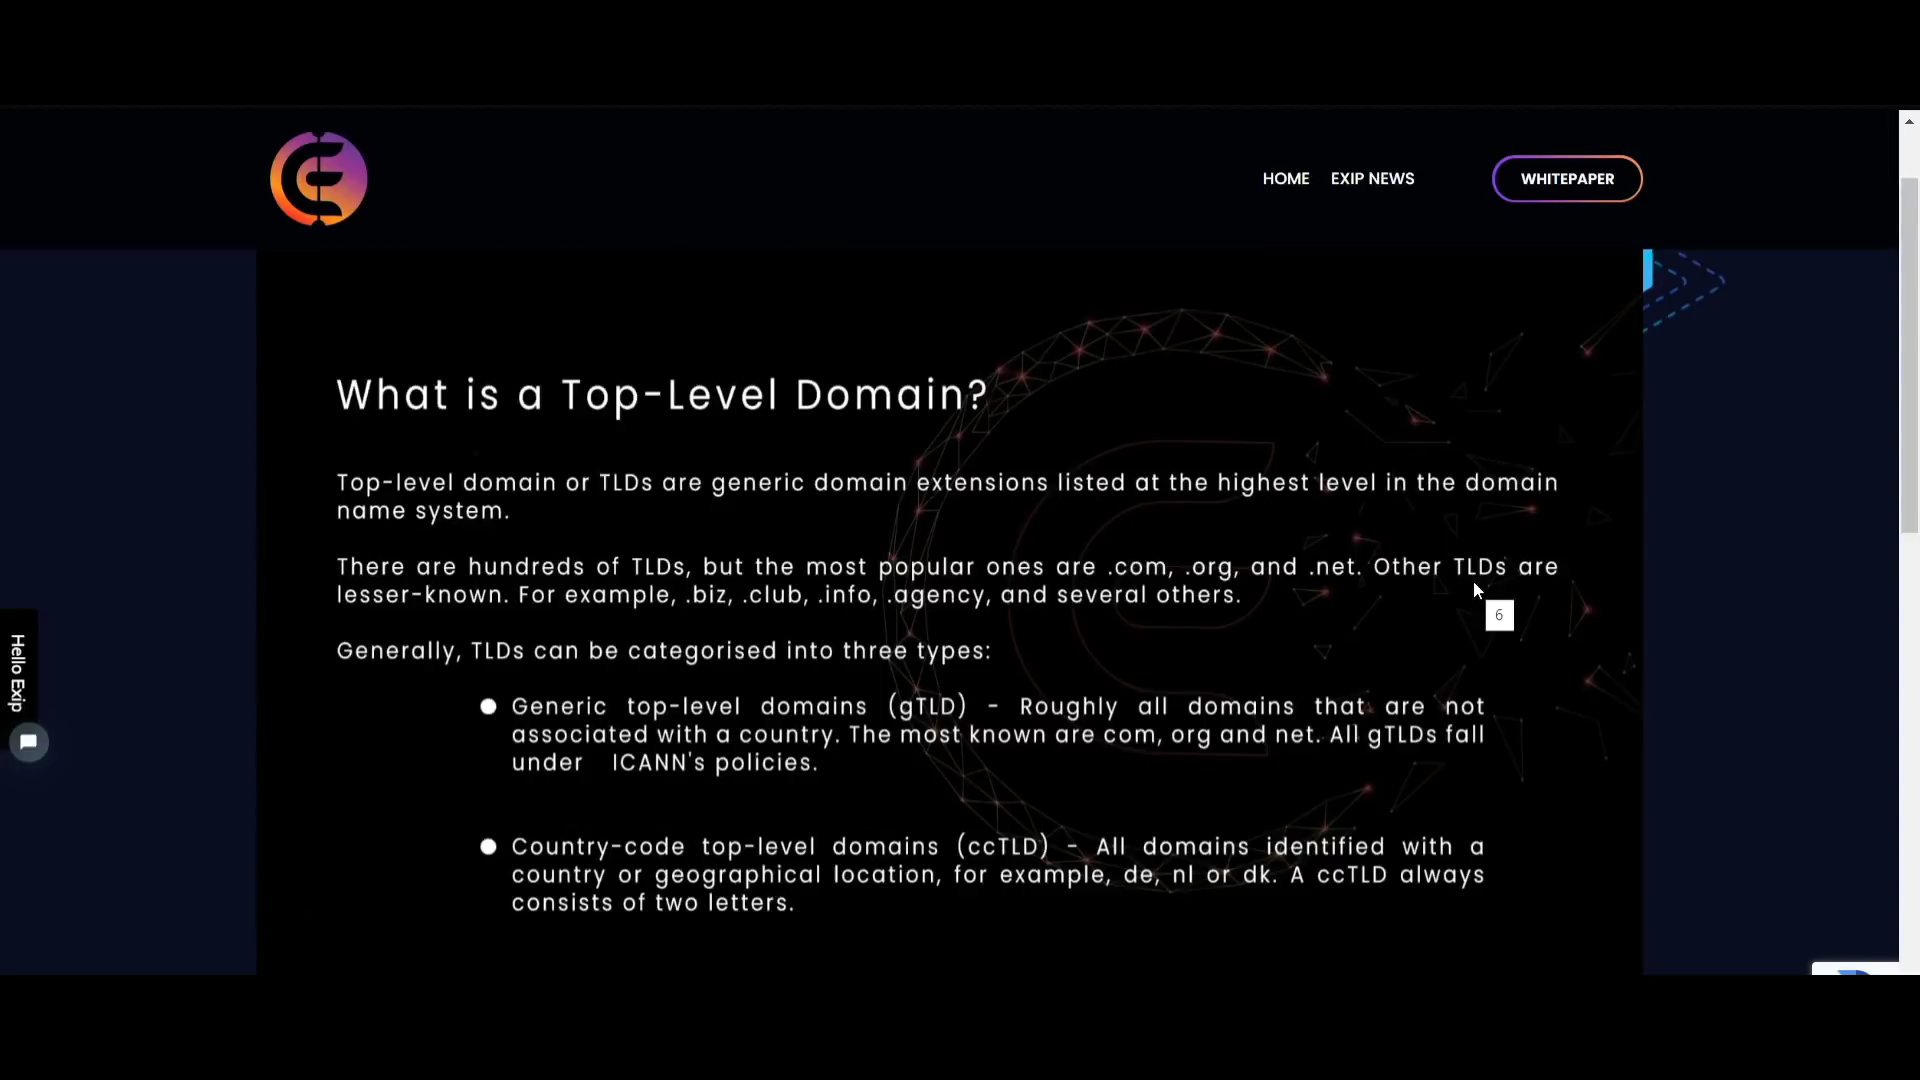 HOME EXIP NEWS WHITEPAPER
What is a Top-Level Domain?
Top-level domain or TLDs are generic domain extensions listed at the highest level in the domain
name system.
There are hundreds of TLDs, but the most popular ones are .com, .org, and .net. Other TLDs are
lesser-known. For example, .biz, .club, .info, .agency, and several others.
6
Generally, TLDs can be categorised into three types:
Hello Exip
● Generic top-level domains (gTLD) - Roughly all domains that are not
associated with a country. The most known are com, org and net. All gTLDs fall
under ICANN's policies.
● Country-code top-level domains (ccTLD) - All domains identified with a
country or geographical location, for example, de, nl or dk. A ccTLD always
consists of two letters.